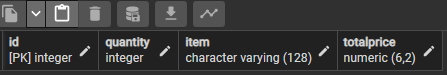 id
[PK] integer
quantity
integer
item
character varying (128)
totalprice
numeric (6,2)